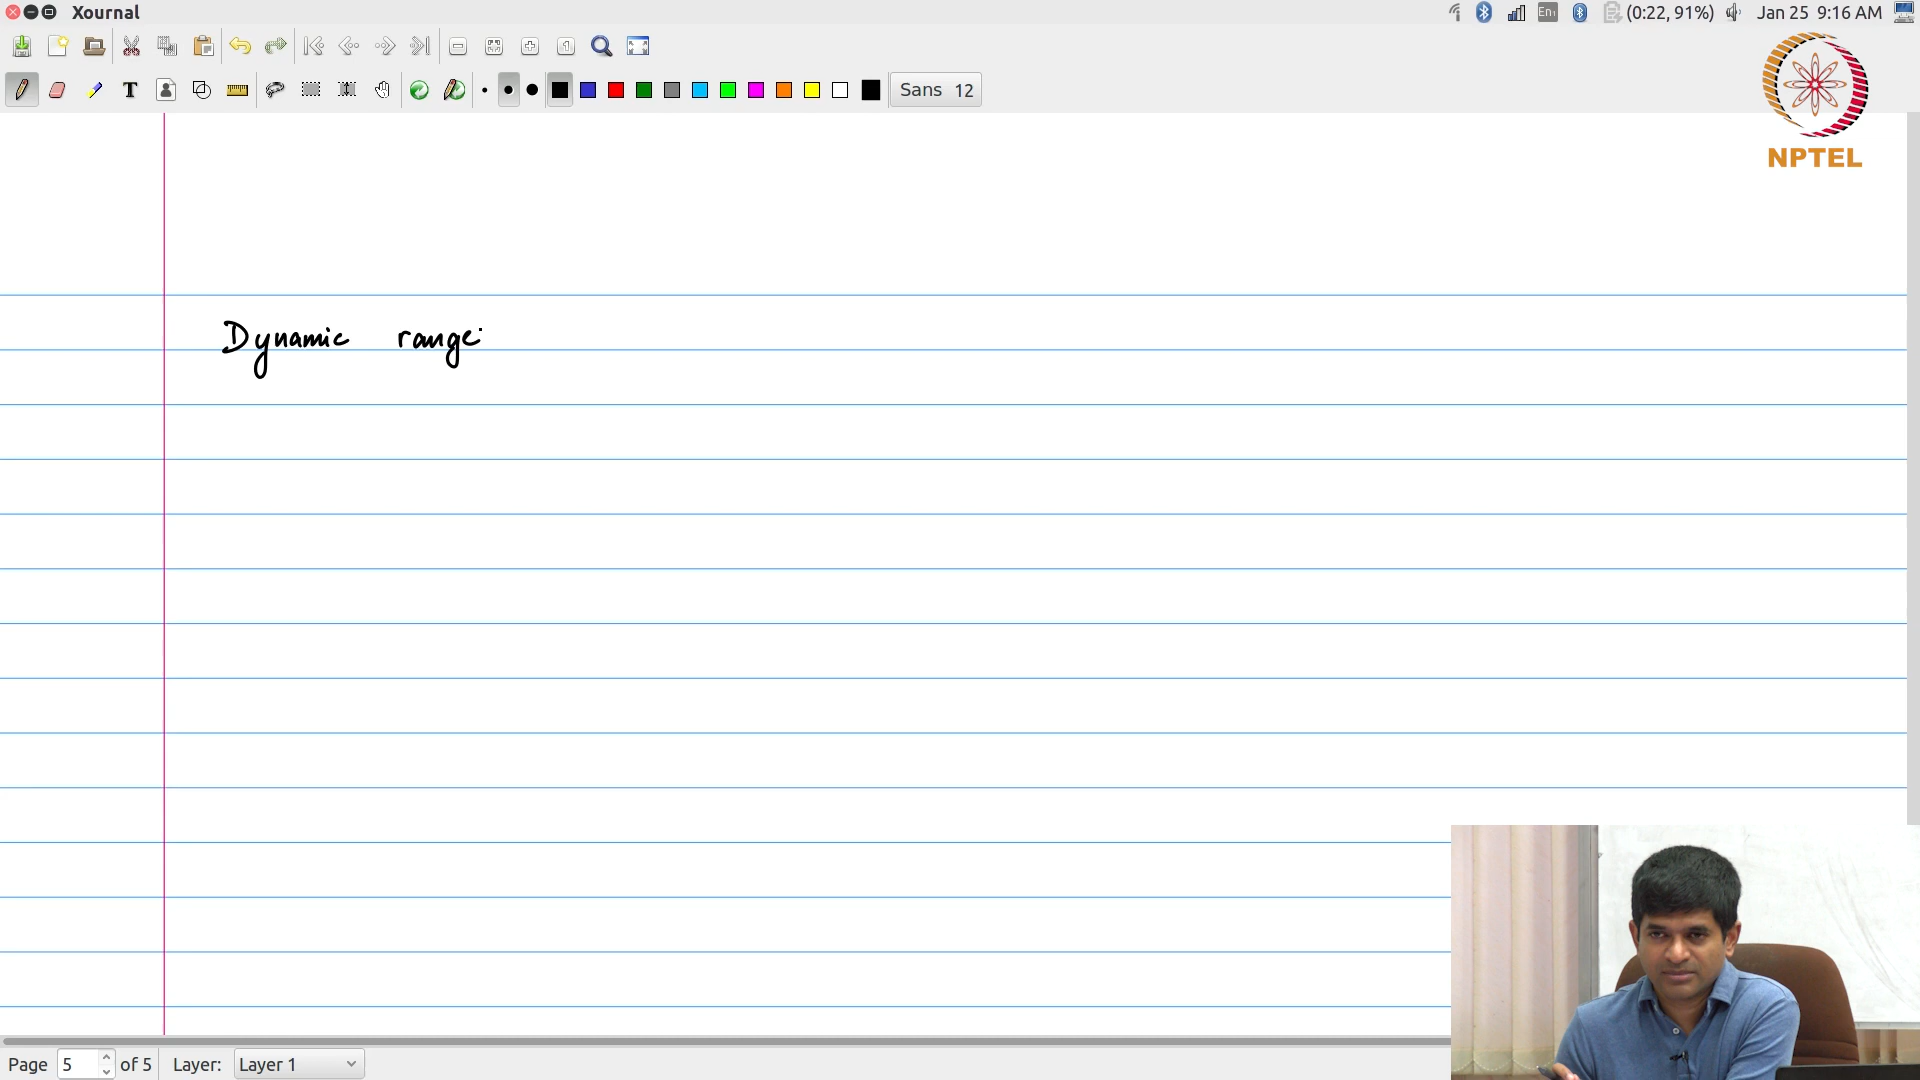 Xournal
En1 (0:22, 91%) Jan 25 9:16 AM
T Sans 12
NPTEL
Dynamic range:
Page 5 of 5 Layer: Layer 1